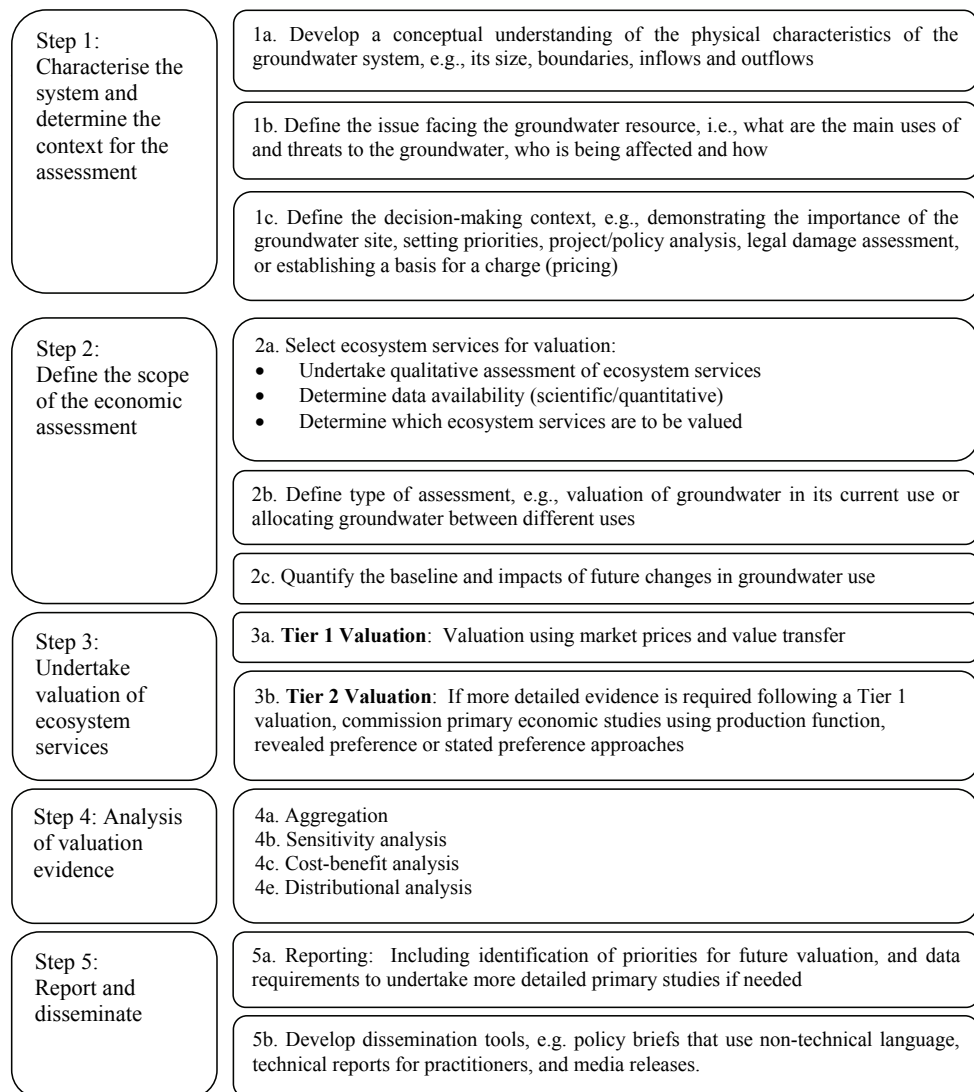 Step 1:
Characterise the
system and
determine the
context for the
assessment
1a. Develop a conceptual understanding of the physical characteristics of the
groundwater system, e.g., its size, boundaries, inflows and outflows
1b. Define the issue facing the groundwater resource, i.e., what are the main uses of
and threats to the groundwater, who is being affected and how
1c. Define the decision-making context, e.g., demonstrating the importance of the
groundwater site, setting priorities, project/policy analysis, legal damage assessment,
or establishing a basis for a charge (pricing)
Step 2:
Define the scope
of the economic
assessment
2a. Select ecosystem services for valuation:
• Undertake qualitative assessment of ecosystem services
• Determine data availability (scientific/quantitative)
• Determine which ecosystem services are to be valued
2b. Define type of assessment, e.g., valuation of groundwater in its current use or
allocating groundwater between different uses
2c. Quantify the baseline and impacts of future changes in groundwater use
Step 3:
Undertake
valuation of
ecosystem
services
3a. Tier 1 Valuation: Valuation using market prices and value transfer
3b. Tier 2 Valuation: If more detailed evidence is required following a Tier 1
valuation, commission primary economic studies using production function,
revealed preference or stated preference approaches
Step 4: Analysis
of valuation
evidence
4a. Aggregation
4b. Sensitivity analysis
4c. Cost-benefit analysis
4e. Distributional analysis
Step 5:
Report and
disseminate
5a. Reporting: Including identification of priorities for future valuation, and data
requirements to undertake more detailed primary studies if needed
5b. Develop dissemination tools, e.g. policy briefs that use non-technical language,
technical reports for practitioners, and media releases.